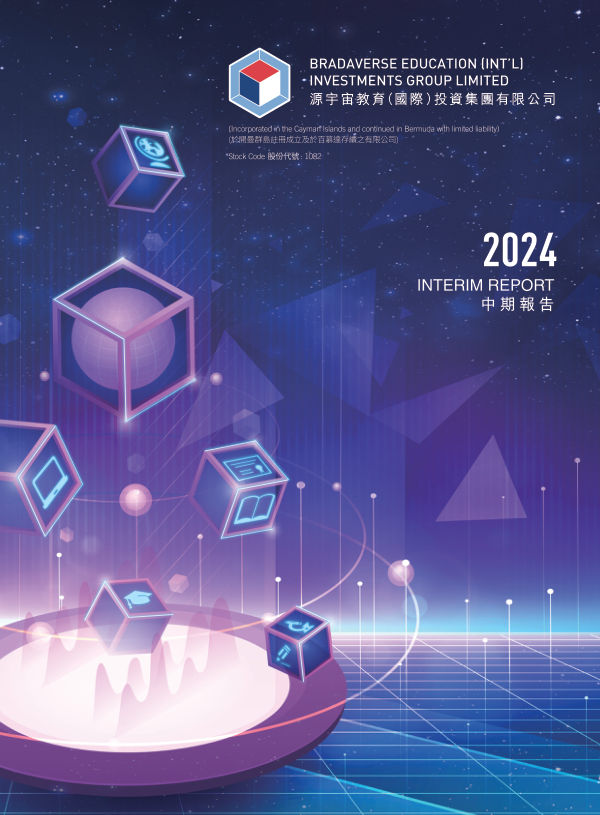 BRADAVERSE EDUCATION (INT'L)
INVESTMENTS GROUP LIMITED
源宇宙教育(國際)投資集團有限公司
(Incorporated in the Cayman Islands and continued in Bermuda with limited liability)
(於開曼群島註冊成立及於百慕達存續之有限公司)
*Stock Code 股份代號 : 1082
2024
INTERIM REPORT
中期報告